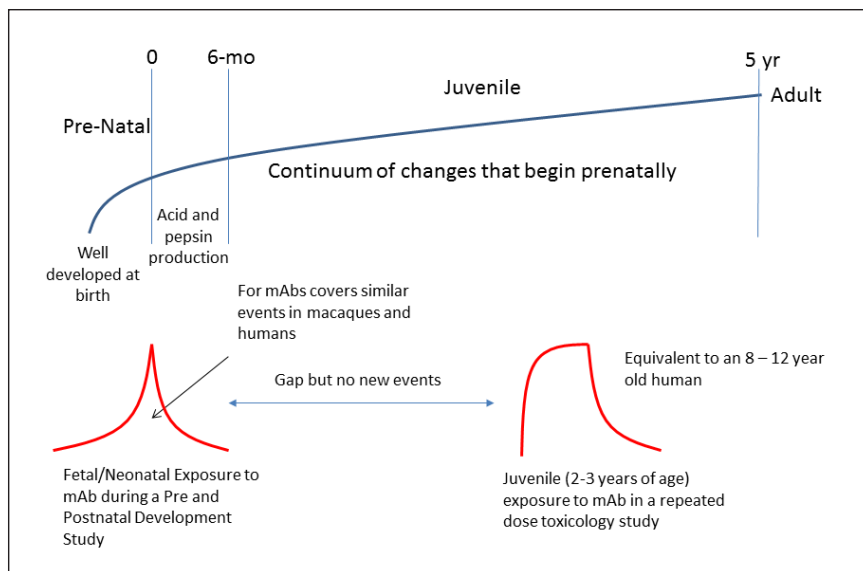 0
6-mo
5 yr
Juvenile
Adult
Pre-Natal
Continuum of changes that begin prenatally
Acid and
pepsin
production
Well
developed at
birth
For mAbs covers similar
events in macaques and
humans
Gap but no new events
Equivalent to an 8 – 12 year
old human
Fetal/Neonatal Exposure to
mAb during a Pre and
Postnatal Development
Study
Juvenile (2-3 years of age)
exposure to mAb in a repeated
dose toxicology study